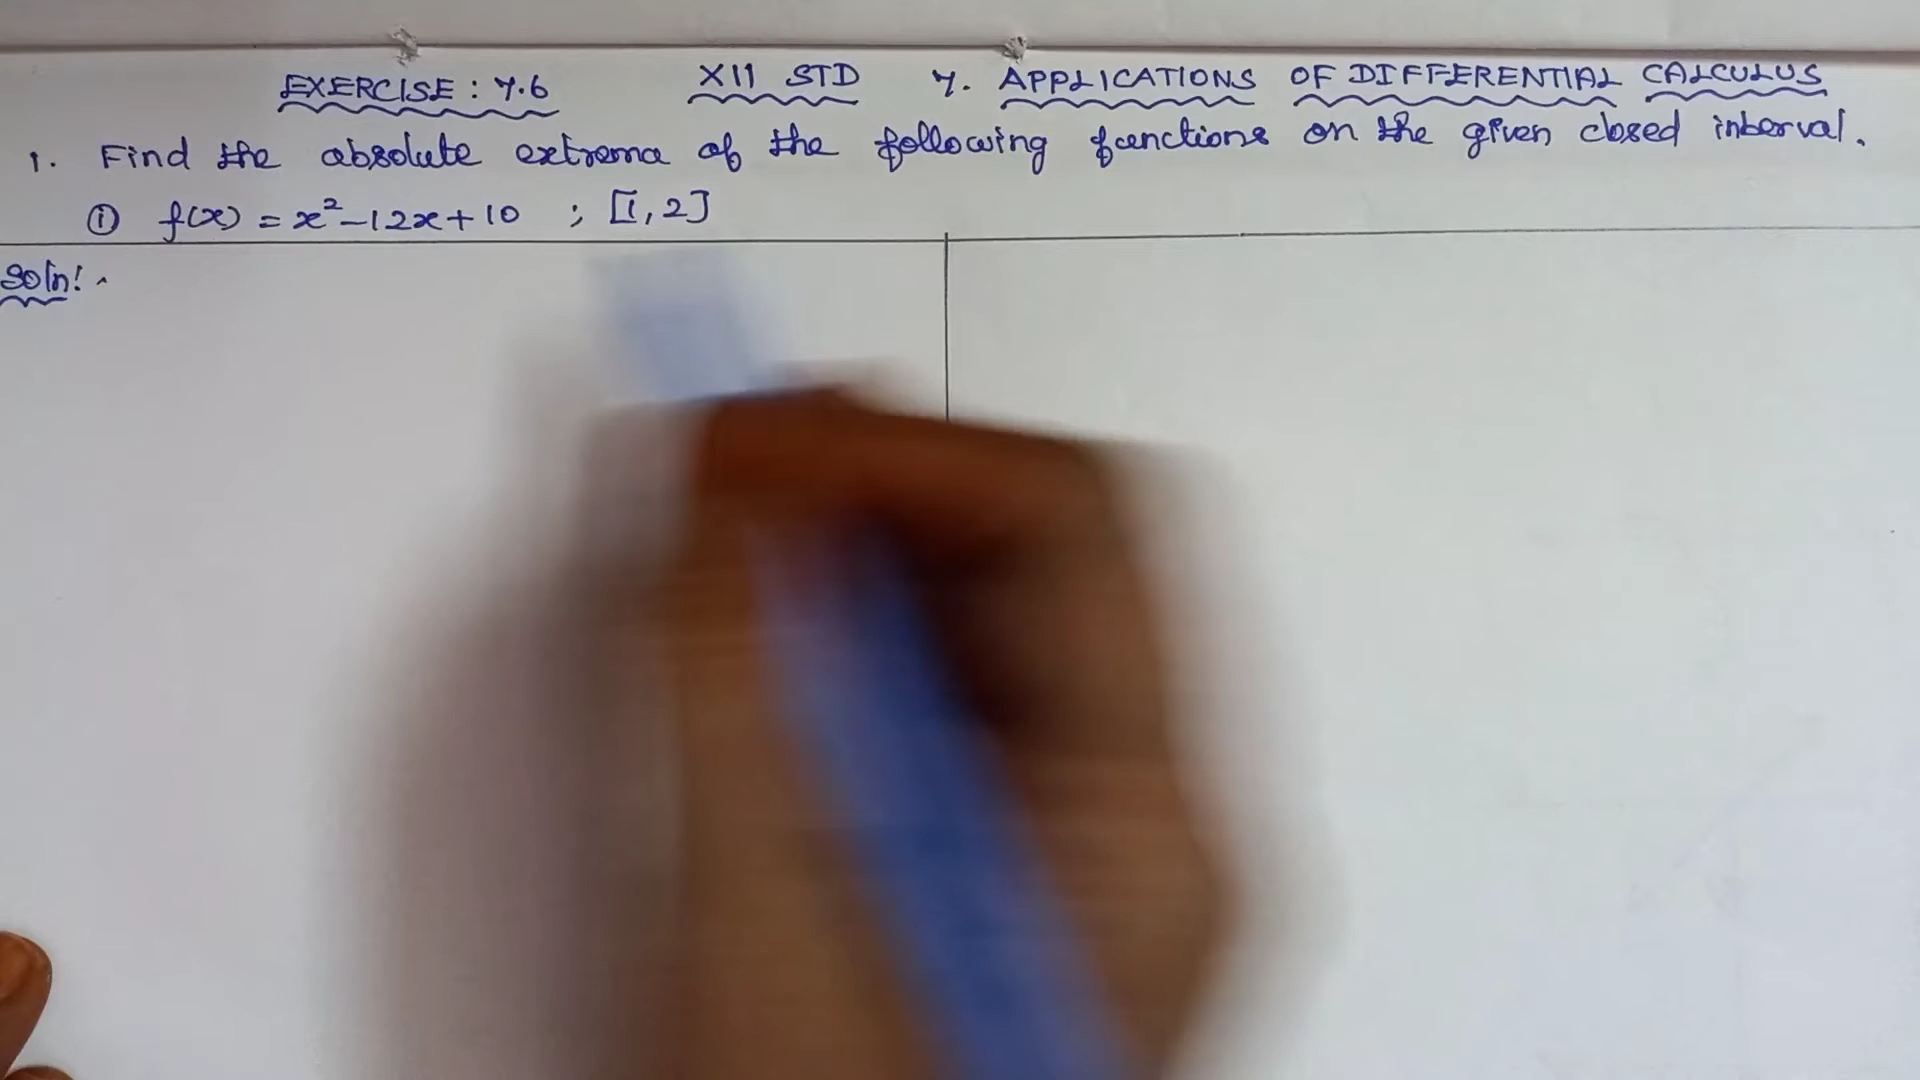 EXERCISE : 7.6 XII STD 7. APPLICATIONS OF DIFFERENTIAL CALCULUS
1. Find the absolute extrema of the following functions on the given closed interval.
(i) f(x) = x²-12x+10 ; [1,2]
Soln:-